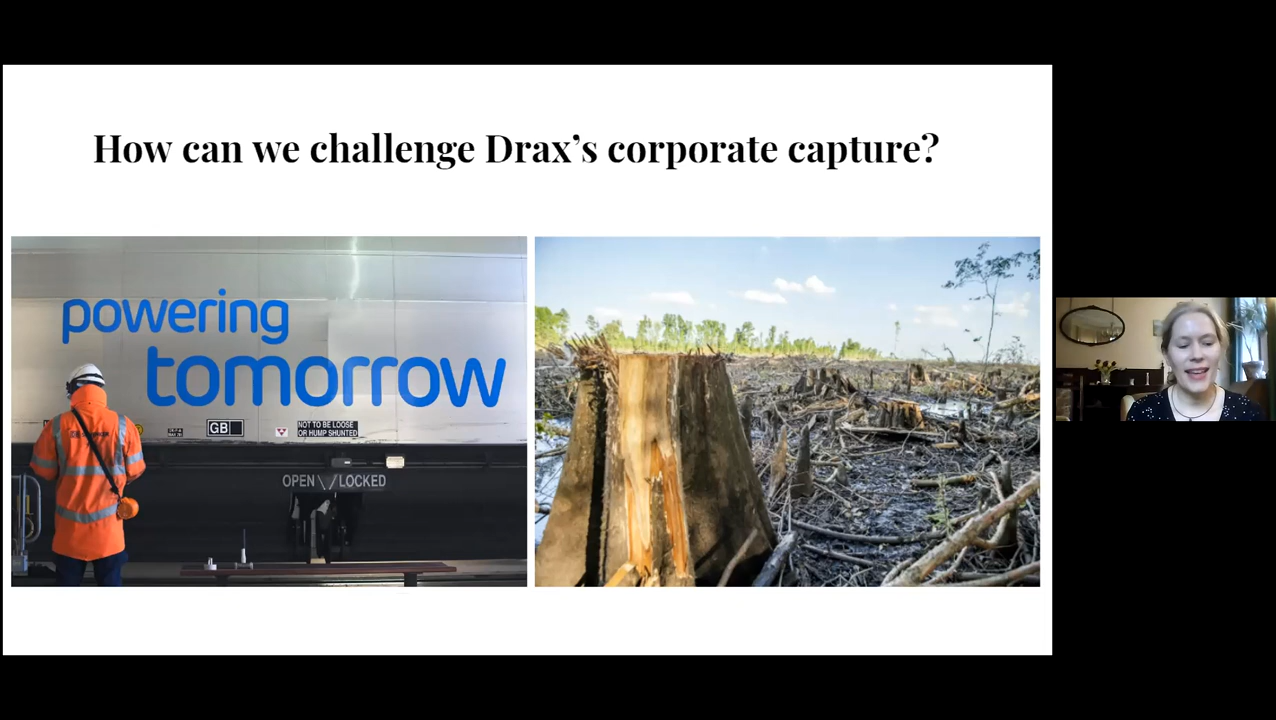 How can we challenge Drax’s corporate capture?
powering
tomorrow
GB
NOT TO BE LOOSE
OR HUMP SHUNTED
OPEN \ / LOCKED